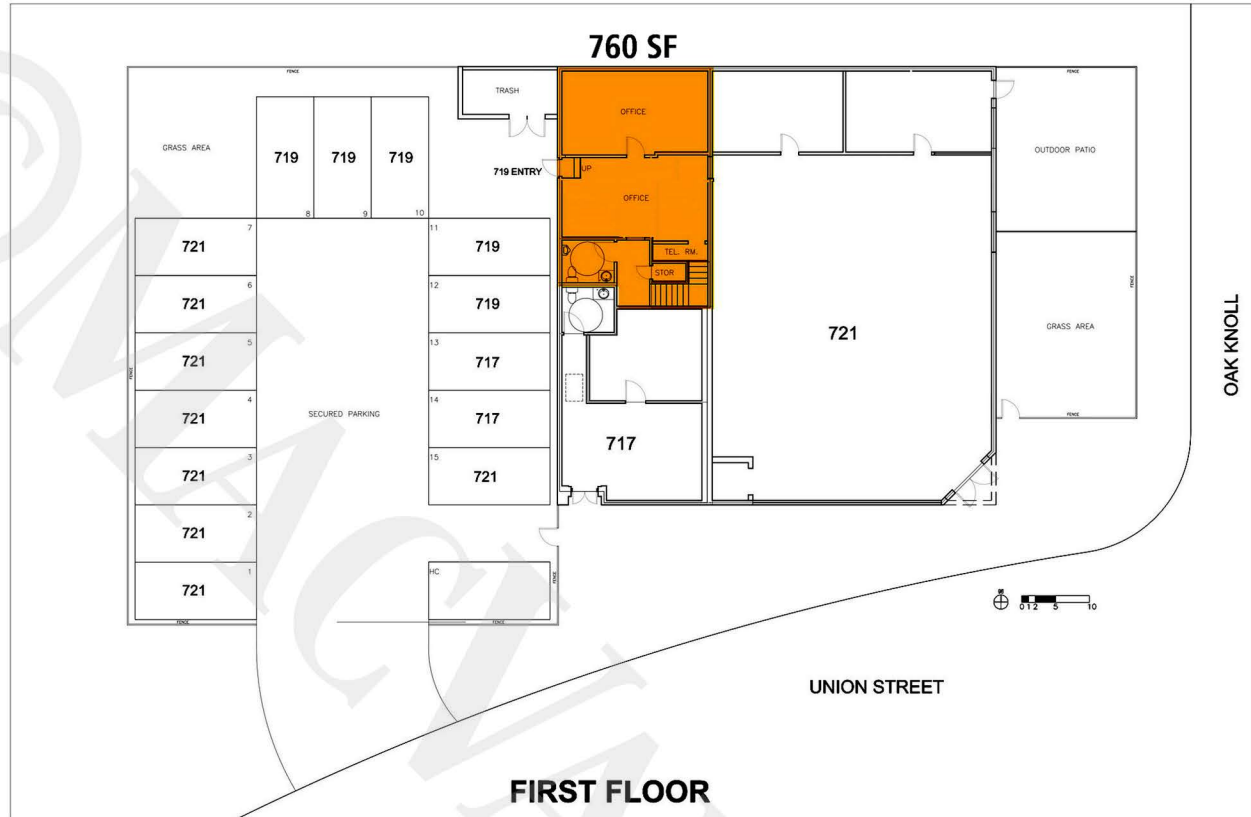 760 SF
FENCE
FENCE
TRASH
OFFICE
GRASS AREA
719
719
719
719 ENTRY
UP
OUTDOOR PATIO
OFFICE
8
9
10
7
11
721
719
TEL. RM.
STOR
6
12
721
719
FENCE
5
13
721
717
721
GRASS AREA
OAK KNOLL
FENCE
4
14
721
SECURED PARKING
717
FENCE
717
3
15
721
721
2
721
1
HC
721
FENCE
FENCE
FENCE
0 1 2 5 10
UNION STREET
FIRST FLOOR
©MACVA